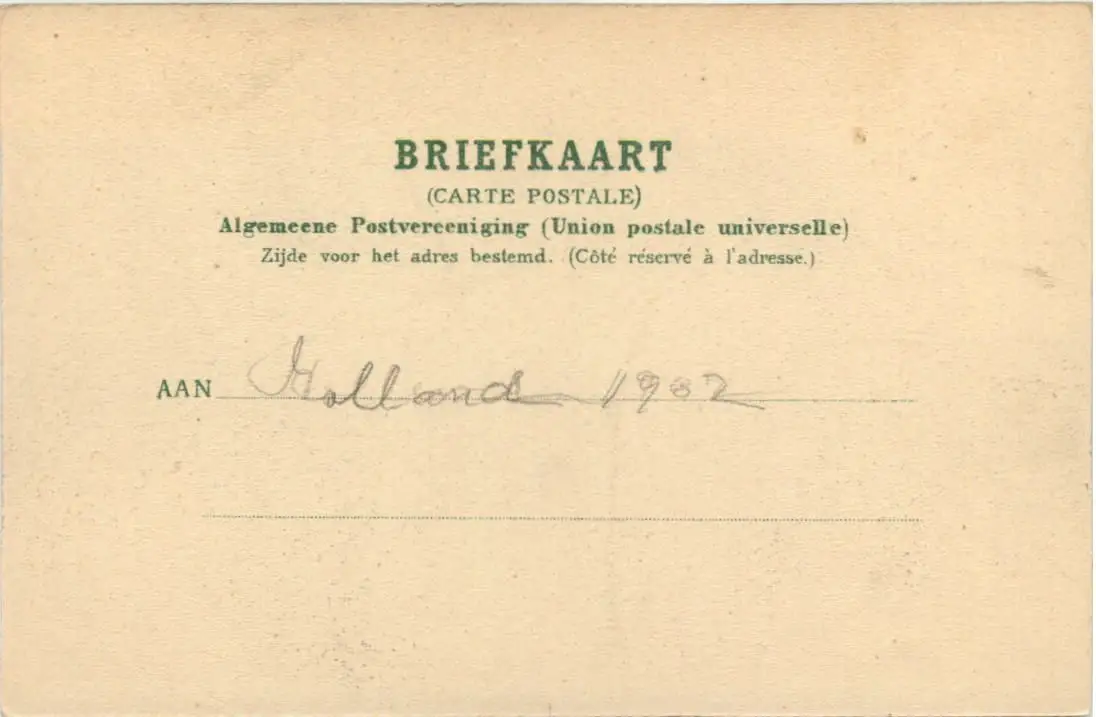 BRIEFKAART
(CARTE POSTALE)
Algemeene Postvereeniging (Union postale universelle)
Zijde voor het adres bestemd. (Côté réservé à l'adresse.)
AAN Holland 1902